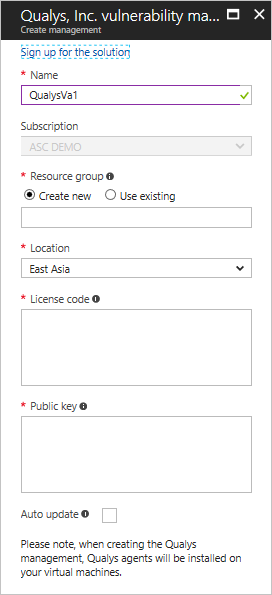 Qualys, Inc. vulnerability ma...
Create management
Sign up for the solution
* Name
QualysVa1
Subscription
ASC DEMO
* Resource group
Create new Use existing
* Location
East Asia
* License code
* Public key
Auto update
Please note, when creating the Qualys
management, Qualys agents will be installed on
your virtual machines.